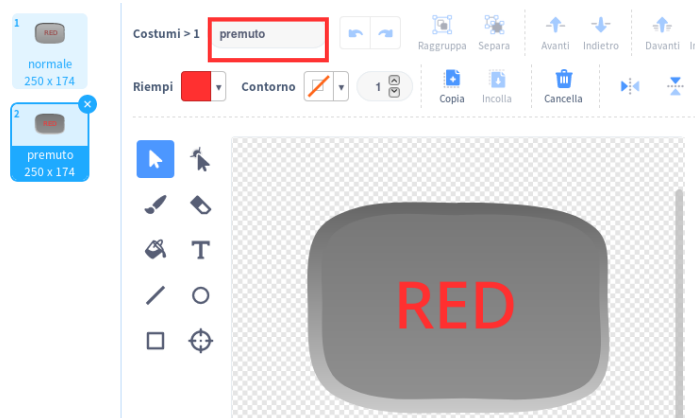 1
RED
normale
250 x 174
2
RED
premuto
250 x 174
Costumi > 1
premuto
Raggruppa
Separa
Avanti
Indietro
Davanti
Riempi
Contorno
1
Copia
Incolla
Cancella
T
RED